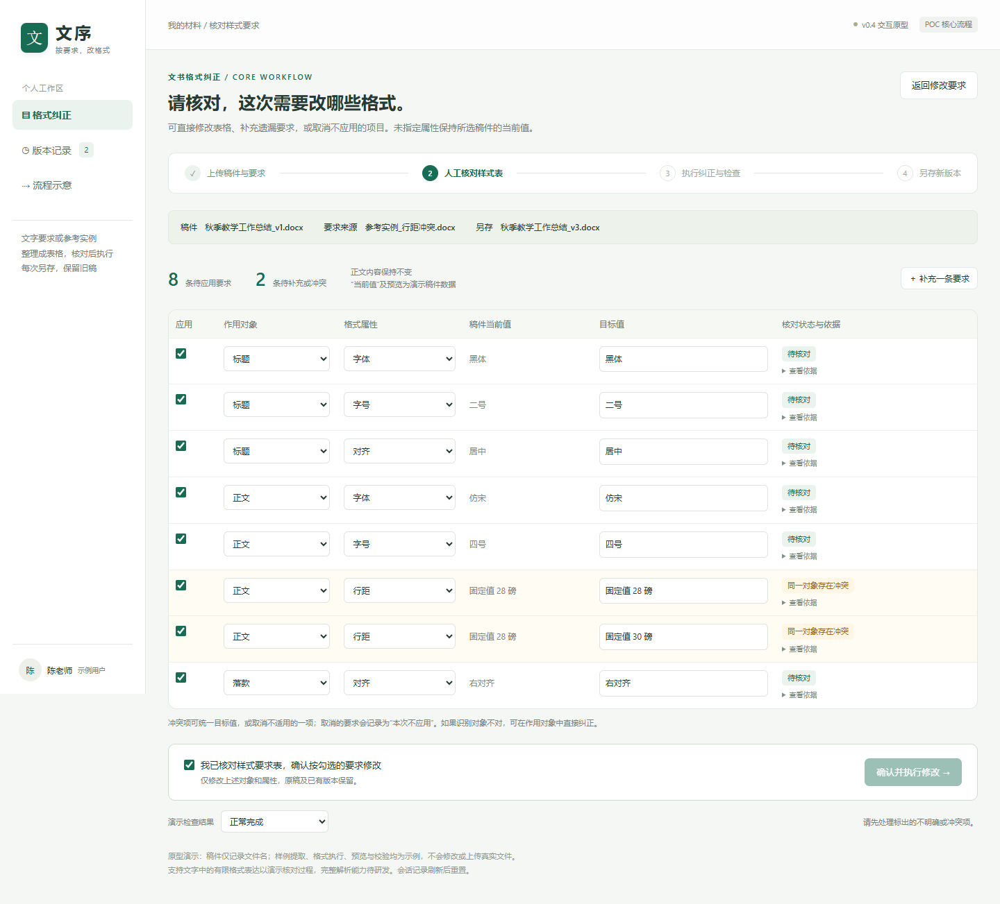 文
文序
按要求，改格式
个人工作区
格式纠正
版本记录 2
流程示意
文字要求或参考实例
整理成表格，核对后执行
每次另存，保留旧稿
陈 陈老师 示例用户
我的材料 / 核对样式要求
v0.4 交互原型 POC 核心流程
文书格式纠正 / CORE WORKFLOW
请核对，这次需要改哪些格式。
可直接修改表格、补充遗漏要求，或取消不应用的项目。未指定属性保持所选稿件的当前值。
返回修改要求
✓ 上传稿件与要求 2 人工核对样式表 3 执行纠正与检查 4 另存新版本
稿件 秋季教学工作总结_v1.docx 要求来源 参考实例_行距冲突.docx 另存 秋季教学工作总结_v3.docx
8 条待应用要求 2 条待补充或冲突
正文内容保持不变
“当前值”及预览为演示稿件数据
+ 补充一条要求
应用 作用对象 格式属性 稿件当前值 目标值 核对状态与依据
标题 字体 黑体 黑体 待核对
▸ 查看依据
标题 字号 二号 二号 待核对
▸ 查看依据
标题 对齐 居中 居中 待核对
▸ 查看依据
正文 字体 仿宋 仿宋 待核对
▸ 查看依据
正文 字号 四号 四号 待核对
▸ 查看依据
正文 行距 固定值 28 磅 固定值 28 磅 同一对象存在冲突
▸ 查看依据
正文 行距 固定值 28 磅 固定值 30 磅 同一对象存在冲突
▸ 查看依据
落款 对齐 右对齐 右对齐 待核对
▸ 查看依据
冲突项可统一目标值，或取消不适用的一项；取消的要求会记录为“本次不应用”。如果识别对象不对，可在作用对象中直接纠正。
我已核对样式要求表，确认按勾选的要求修改
仅修改上述对象和属性，原稿及已有版本保留。
确认并执行修改 →
演示检查结果 正常完成
请先处理标出的不明确或冲突项。
原型演示：稿件仅记录文件名；样例提取、格式执行、预览与校验均为示例，不会修改或上传真实文件。
支持文字中的有限格式表达以演示核对过程，完整解析能力待研发。会话记录刷新后重置。